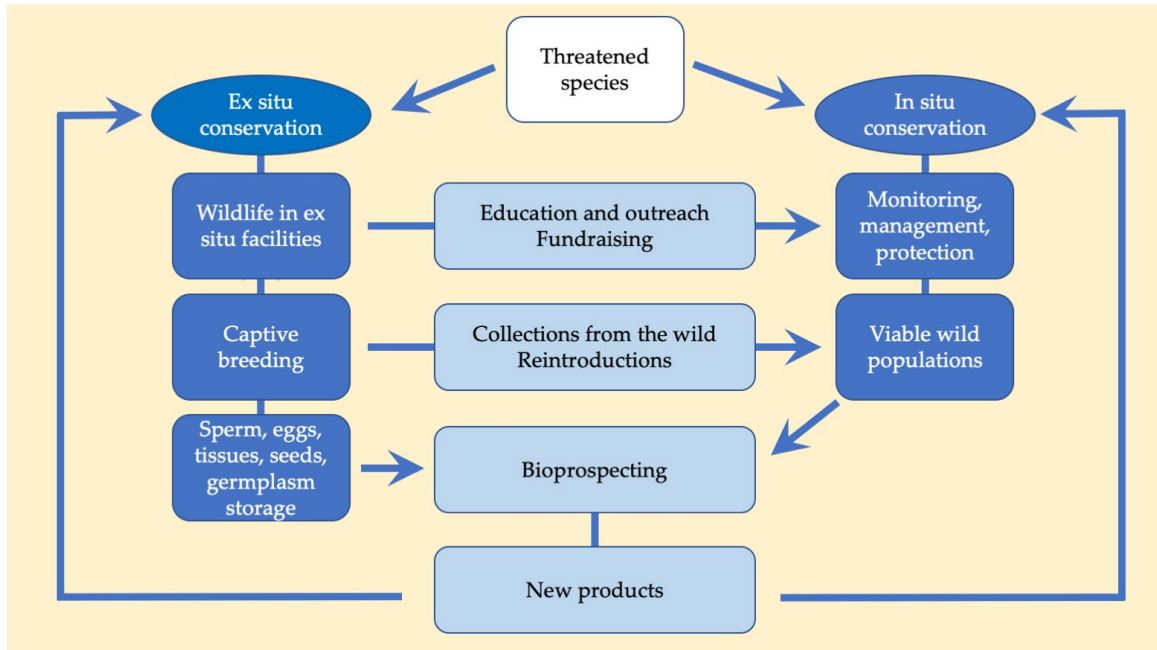 Threatened
species
Ex situ
conservation
In situ
conservation
Wildlife in ex
situ facilities
Education and outreach
Fundraising
Monitoring,
management,
protection
Captive
breeding
Collections from the wild
Reintroductions
Viable wild
populations
Sperm, eggs,
tissues, seeds,
germplasm
storage
Bioprospecting
New products